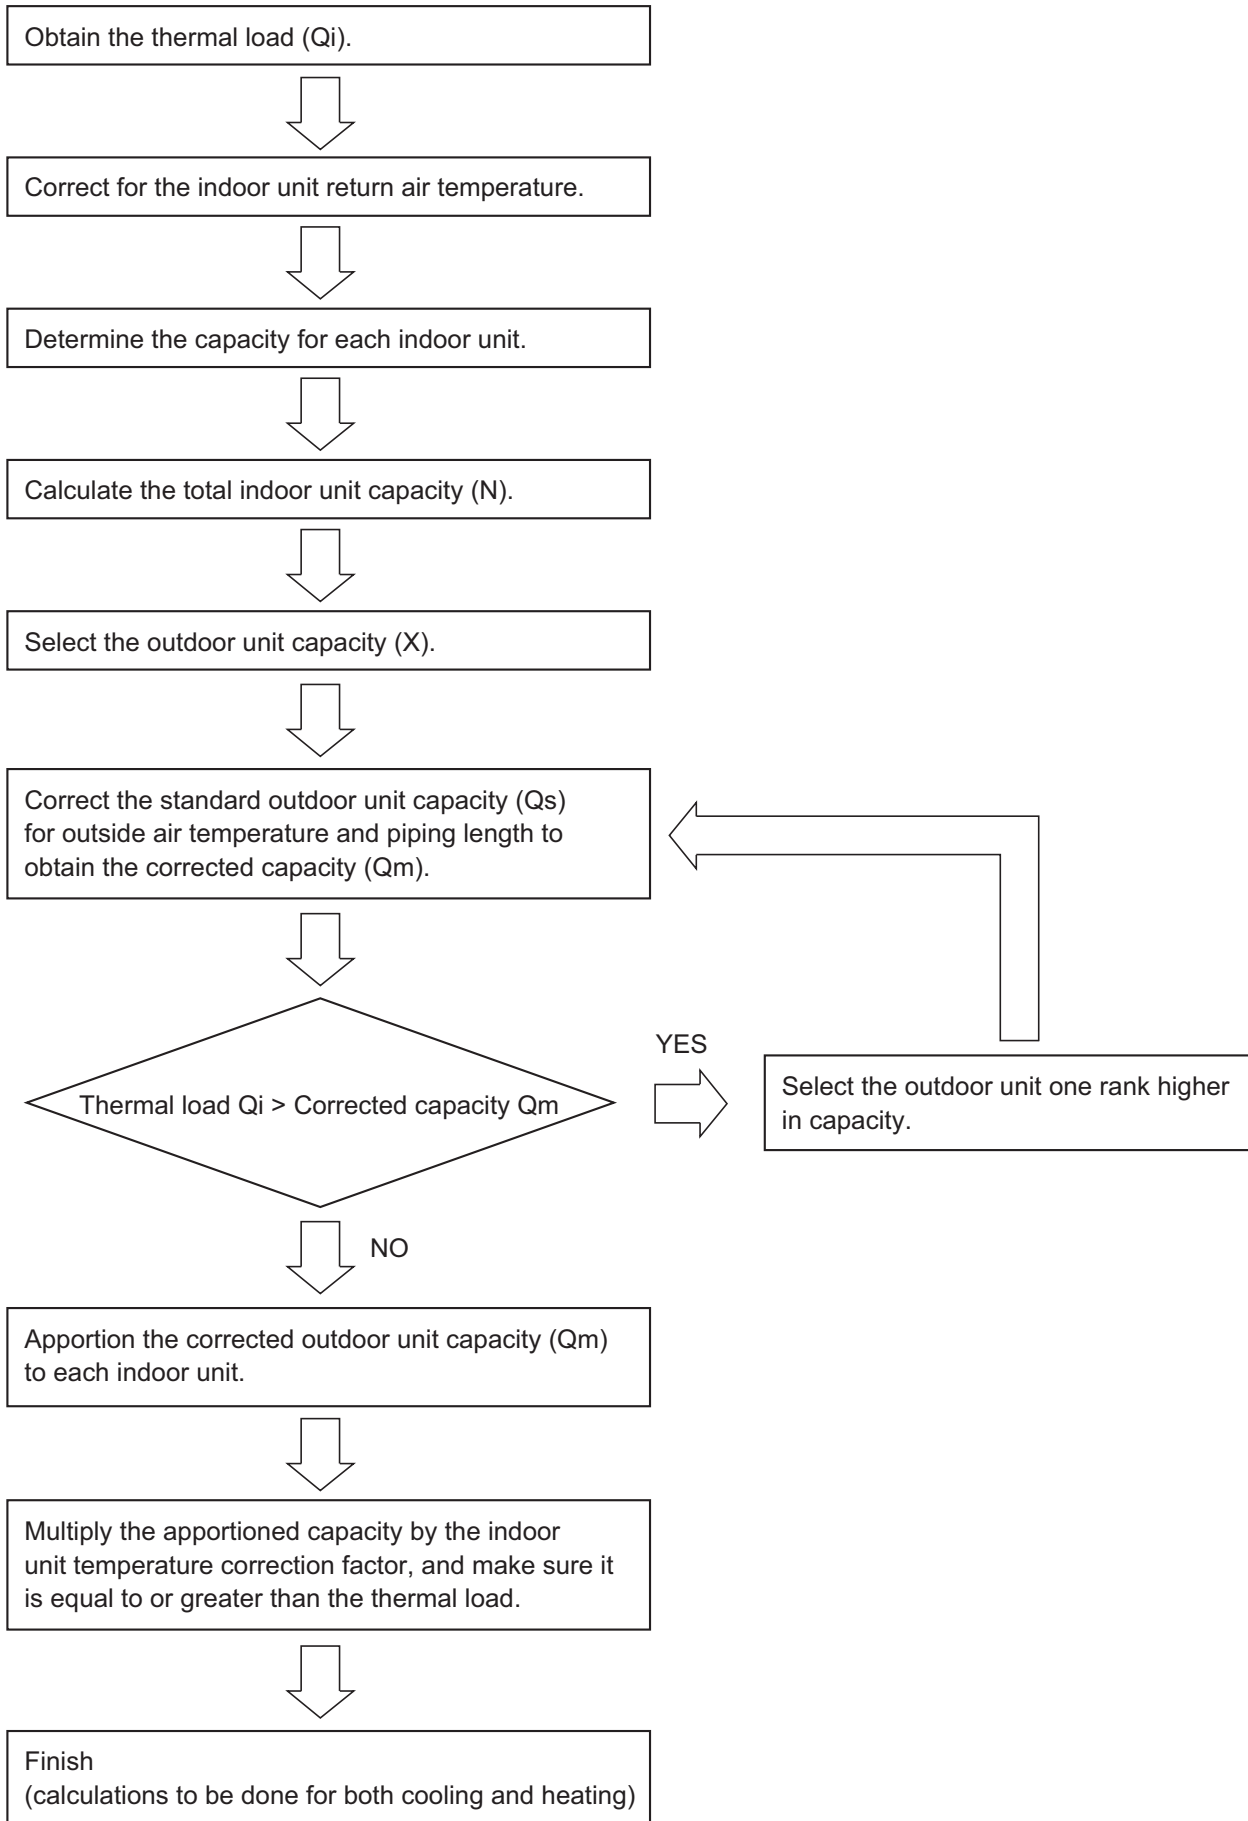 Obtain the thermal load (Qi).
Correct for the indoor unit return air temperature.
Determine the capacity for each indoor unit.
Calculate the total indoor unit capacity (N).
Select the outdoor unit capacity (X).
Correct the standard outdoor unit capacity (Qs)
for outside air temperature and piping length to
obtain the corrected capacity (Qm).
Thermal load Qi > Corrected capacity Qm
YES
Select the outdoor unit one rank higher
in capacity.
NO
Apportion the corrected outdoor unit capacity (Qm)
to each indoor unit.
Multiply the apportioned capacity by the indoor
unit temperature correction factor, and make sure it
is equal to or greater than the thermal load.
Finish
(calculations to be done for both cooling and heating)